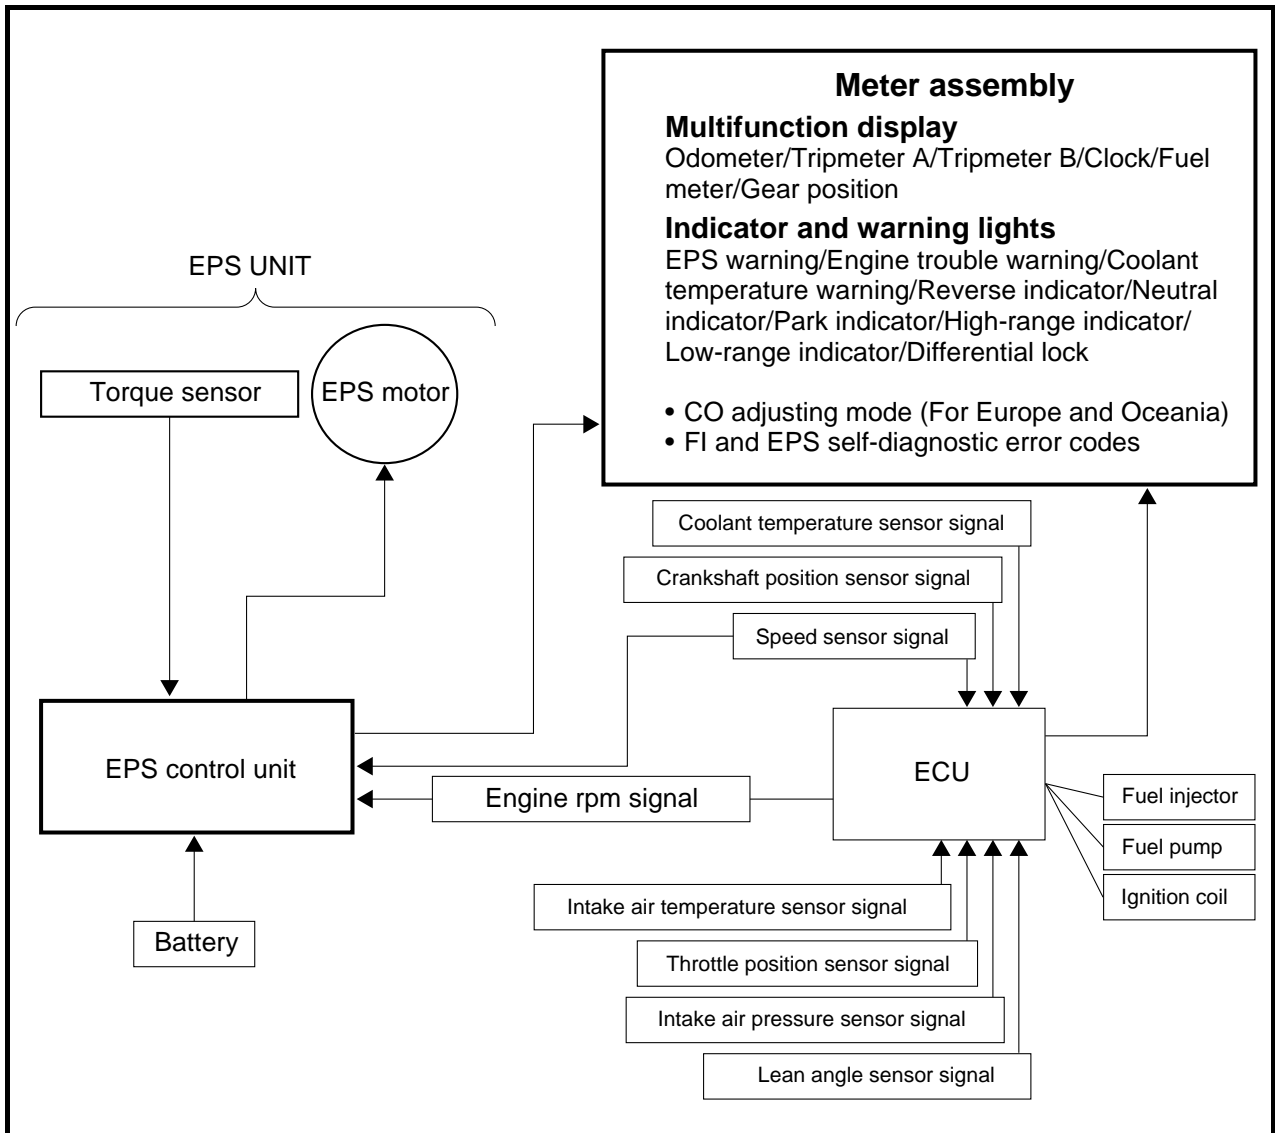 Meter assembly
Multifunction display
Odometer/Tripmeter A/Tripmeter B/Clock/Fuel
meter/Gear position
Indicator and warning lights
EPS warning/Engine trouble warning/Coolant
temperature warning/Reverse indicator/Neutral
indicator/Park indicator/High-range indicator/
Low-range indicator/Differential lock
• CO adjusting mode (For Europe and Oceania)
• FI and EPS self-diagnostic error codes
EPS UNIT
Torque sensor
EPS motor
Coolant temperature sensor signal
Crankshaft position sensor signal
Speed sensor signal
EPS control unit
ECU
Engine rpm signal
Fuel injector
Fuel pump
Ignition coil
Intake air temperature sensor signal
Battery
Throttle position sensor signal
Intake air pressure sensor signal
Lean angle sensor signal